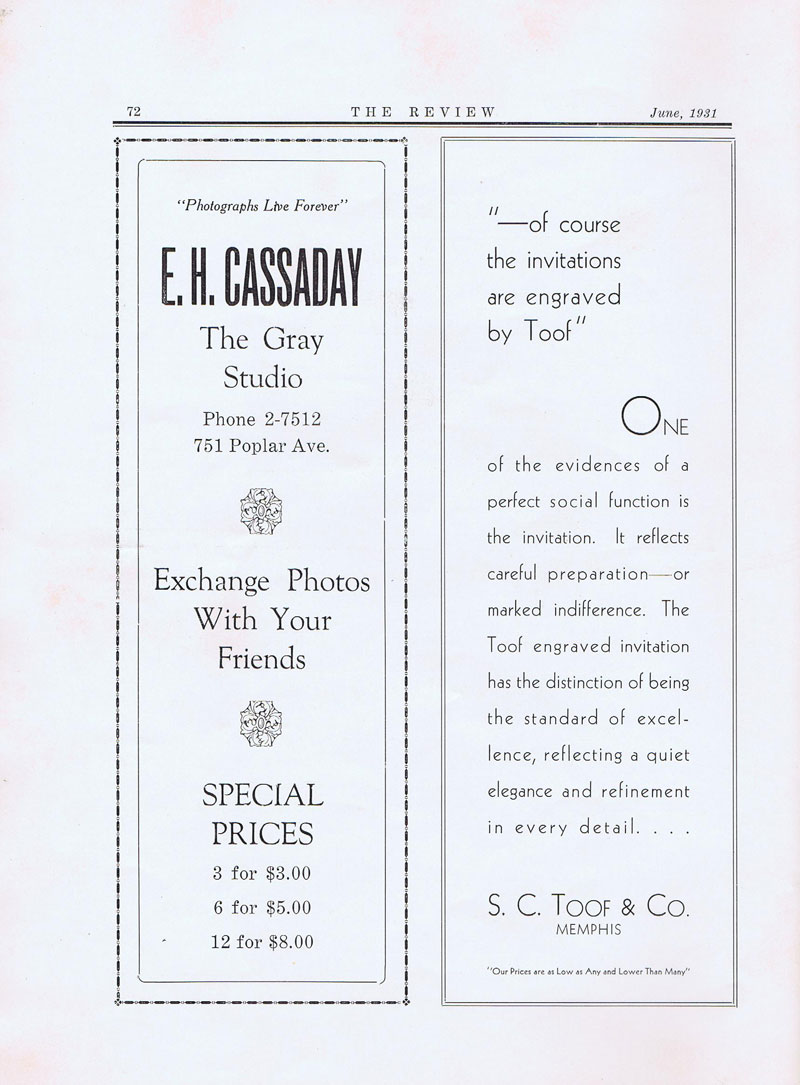 72
THE REVIEW
June, 1931
"Photographs Live Forever"
E. H. CASSADAY
The Gray
Studio
Phone 2-7512
751 Poplar Ave.
Exchange Photos
With Your
Friends
SPECIAL
PRICES
3 for $3.00
6 for $5.00
12 for $8.00
"—of course
the invitations
are engraved
by Toof"
ONE
of the evidences of a
perfect social function is
the invitation. It reflects
careful preparation—or
marked indifference. The
Toof engraved invitation
has the distinction of being
the standard of excel-
lence, reflecting a quiet
elegance and refinement
in every detail. . . .
S. C. TOOF & CO.
MEMPHIS
"Our Prices are as Low as Any and Lower Than Many"